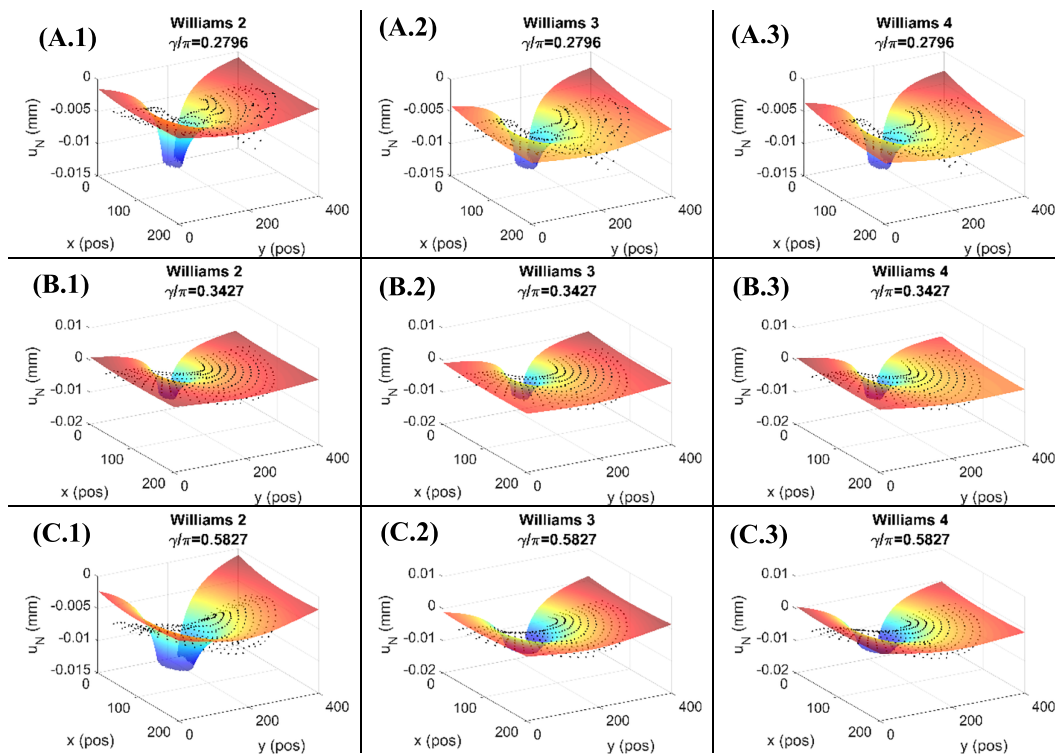 (A.1)
Williams 2
γ/π=0.2796
0
-0.005
-0.01
-0.015
u_N (mm)
0
100
200
x (pos)
0
200
400
y (pos)
(A.2)
Williams 3
γ/π=0.2796
0
-0.005
-0.01
-0.015
u_N (mm)
0
100
200
x (pos)
0
200
400
y (pos)
(A.3)
Williams 4
γ/π=0.2796
0
-0.005
-0.01
-0.015
u_N (mm)
0
100
200
x (pos)
0
200
400
y (pos)
(B.1)
Williams 2
γ/π=0.3427
0.01
0
-0.01
-0.02
u_N (mm)
0
100
200
x (pos)
0
200
400
y (pos)
(B.2)
Williams 3
γ/π=0.3427
0.01
0
-0.01
-0.02
u_N (mm)
0
100
200
x (pos)
0
200
400
y (pos)
(B.3)
Williams 4
γ/π=0.3427
0.01
0
-0.01
-0.02
u_N (mm)
0
100
200
x (pos)
0
200
400
y (pos)
(C.1)
Williams 2
γ/π=0.5827
0
-0.005
-0.01
-0.015
u_N (mm)
0
100
200
x (pos)
0
200
400
y (pos)
(C.2)
Williams 3
γ/π=0.5827
0.01
0
-0.01
-0.02
u_N (mm)
0
100
200
x (pos)
0
200
400
y (pos)
(C.3)
Williams 4
γ/π=0.5827
0.01
0
-0.01
-0.02
u_N (mm)
0
100
200
x (pos)
0
200
400
y (pos)